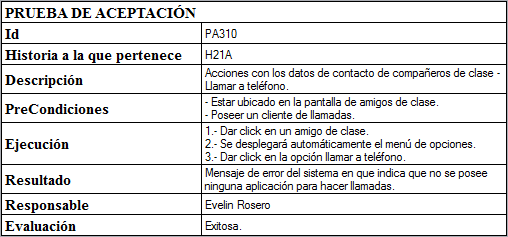 PRUEBA DE ACEPTACIÓN
Id PA310
Historia a la que pertenece H21A
Descripción Acciones con los datos de contacto de compañeros de clase -
Llamar a teléfono.
PreCondiciones - Estar ubicado en la pantalla de amigos de clase.
- Poseer un cliente de llamadas.
Ejecución 1.- Dar click en un amigo de clase.
2.- Se desplegará automáticamente el menú de opciones.
3.- Dar click en la opción llamar a teléfono.
Resultado Mensaje de error del sistema en que indica que no se posee
ninguna aplicación para hacer llamadas.
Responsable Evelin Rosero
Evaluación Exitosa.